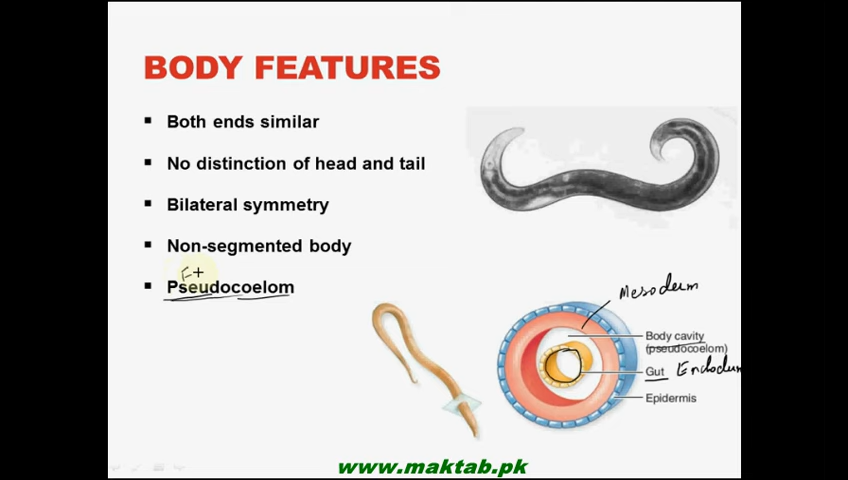 BODY FEATURES
Both ends similar
No distinction of head and tail
Bilateral symmetry
Non-segmented body
Pseudocoelom
Mesoderm
Body cavity
(pseudocoelom)
Gut
Epidermis
www.maktab.pk